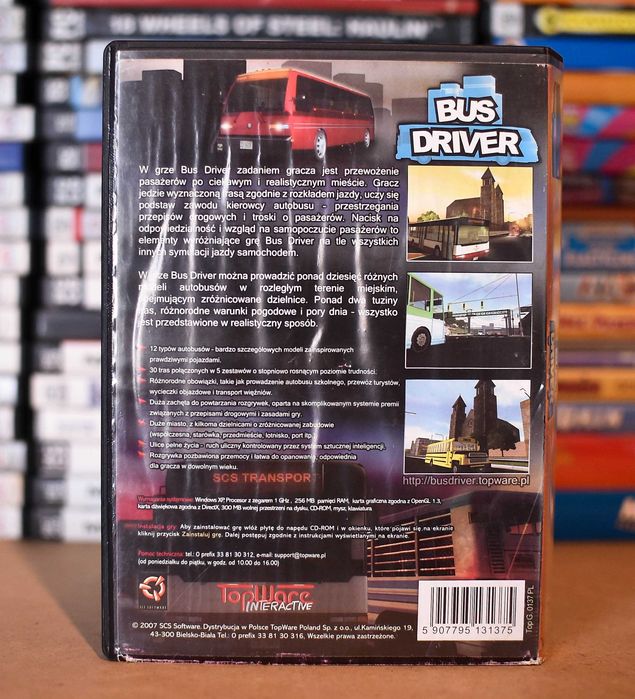 18 WHEELS OF STEEL: HAULIN'
BUS
DRIVER
W grze Bus Driver zadaniem gracza jest przewożenie
pasażerów po ciekawym i realistycznym mieście. Gracz
jedzie wyznaczoną trasą zgodnie z rozkładem jazdy, uczy się
podstaw zawodu kierowcy autobusu - przestrzegania
przepisów drogowych i troski o pasażerów. Nacisk na
odpowiedzialność i wzgląd na samopoczucie pasażerów to
elementy wyróżniające grę Bus Driver na tle wszystkich
innych symulacji jazdy samochodem.
W grze Bus Driver można prowadzić ponad dziesięć różnych
modeli autobusów w rozległym terenie miejskim,
obejmującym zróżnicowane dzielnice. Ponad dwa tuziny
tras, różnorodne warunki pogodowe i pory dnia - wszystko
jest przedstawione w realistyczny sposób.
12 typów autobusów - bardzo szczegółowych modeli zainspirowanych
prawdziwymi pojazdami.
30 tras połączonych w 5 zestawów o stopniowo rosnącym poziomie trudności.
Różnorodne obowiązki, takie jak prowadzenie autobusu szkolnego, przewóz turystów,
wycieczki objazdowe i transport więźniów.
Duża zachęta do powtarzania rozgrywek, oparta na skomplikowanym systemie premii
związanych z przepisami drogowymi i zasadami gry.
Duże miasto, z kilkoma dzielnicami o zróżnicowanej zabudowie
(współczesna, starówka, przedmieście, lotnisko, port itp.
Ulice pełne życia - ruch uliczny kontrolowany przez system sztucznej inteligencji.
Rozgrywka pozbawiona przemocy i łatwa do opanowania, odpowiednia
dla gracza w dowolnym wieku.
SCS TRANSPORT
http://busdriver.topware.pl
Wymagania systemowe: Windows XP, Procesor z zegarem 1 GHz, 256 MB pamięci RAM, karta graficzna zgodna z OpenGL 1.3,
karta dźwiękowa zgodna z DirectX, 300 MB wolnej przestrzeni na dysku, CD-ROM, mysz, klawiatura
Instalacja gry: Aby zainstalować grę włóż płytę do napędu CD-ROM i w okienku, które pojawi się na ekranie
kliknij przycisk Zainstaluj grę. Dalej postępuj zgodnie z instrukcjami wyświetlanymi na ekranie.
Pomoc techniczna: tel.: 0 prefix 33 81 30 312, e-mail: support@topware.pl
(od poniedziałku do piątku, w godz. od 10.00 do 16.00)
SCS SOFTWARE
TopWare
INTERACTIVE
© 2007 SCS Software. Dystrybucja w Polsce TopWare Poland Sp. z o.o., ul.Kamińskiego 19,
43-300 Bielsko-Biała Tel.: 0 prefix 33 81 30 316, Wszelkie prawa zastrzeżone.
5 907795 131375
Top G. 0137 PL